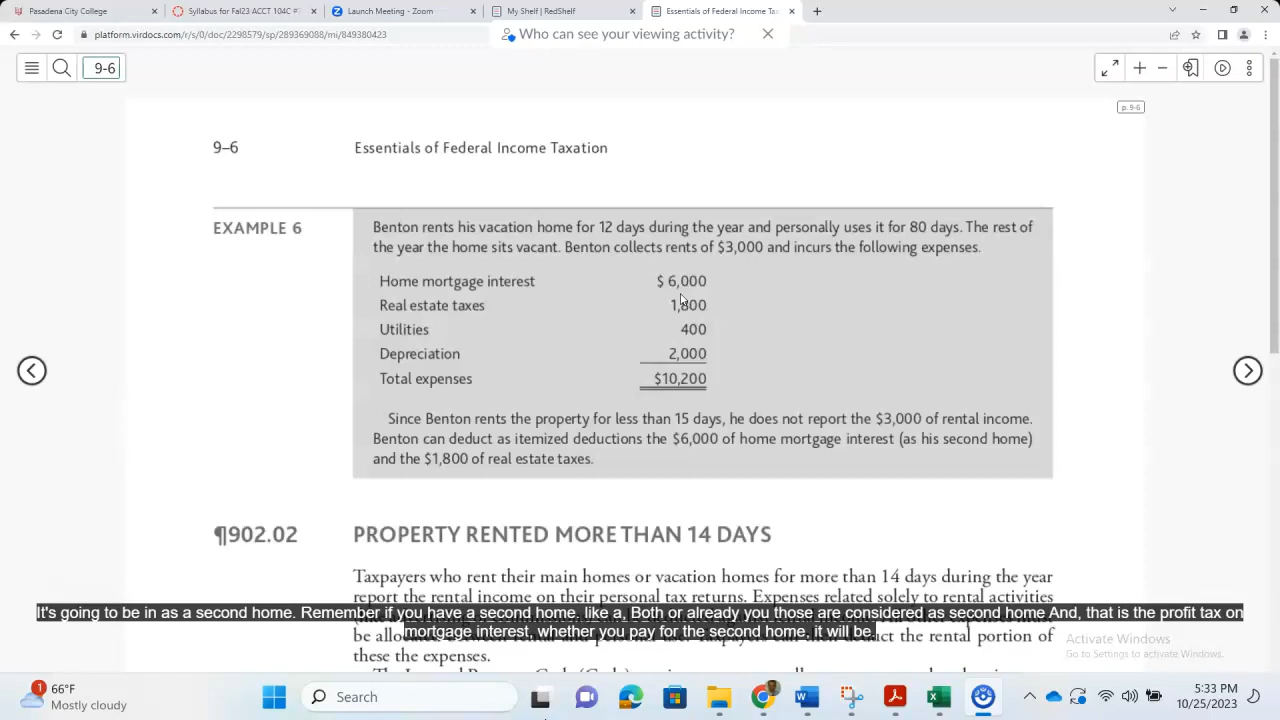 Pasadena City College
Syllabus for Fal23 ACCT 104C #
Launch Meeting - Zoom
My Shelf | RedShelf
Essentials of Federal Income Ta
platform.virdocs.com/r/s/0/doc/2298579/sp/289369088/mi/849380423
Who can see your viewing activity?
9-6
p. 9-6
9–6 Essentials of Federal Income Taxation
EXAMPLE 6
Benton rents his vacation home for 12 days during the year and personally uses it for 80 days. The rest of
the year the home sits vacant. Benton collects rents of $3,000 and incurs the following expenses.
Home mortgage interest $ 6,000
Real estate taxes 1,800
Utilities 400
Depreciation 2,000
Total expenses $10,200
Since Benton rents the property for less than 15 days, he does not report the $3,000 of rental income.
Benton can deduct as itemized deductions the $6,000 of home mortgage interest (as his second home)
and the $1,800 of real estate taxes.
¶902.02 PROPERTY RENTED MORE THAN 14 DAYS
Taxpayers who rent their main homes or vacation homes for more than 14 days during the year
report the rental income on their personal tax returns. Expenses related solely to rental activities
It's going to be in as a second home. Remember if you have a second home, like a, Both or already you those are considered as second home And, that is the profit tax on
mortgage interest, whether you pay for the second home, it will be.
be allo
duct the rental portion of
these the expenses.
Activate Windows
Go to Settings to activate Windows.
1
66°F
Mostly cloudy
Search
5:33 PM
10/25/2023